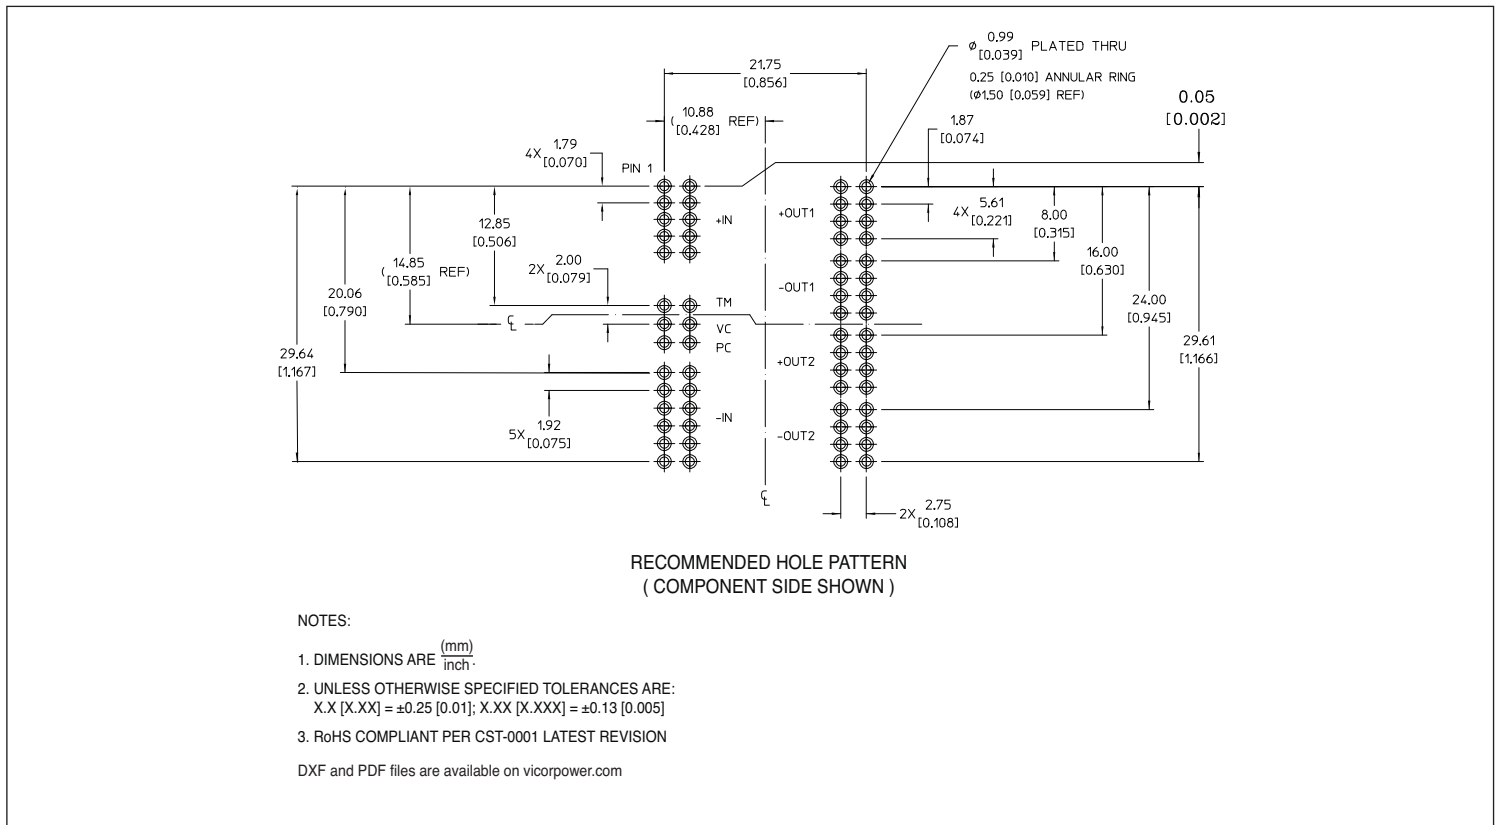 ø 0.99 [0.039] PLATED THRU
0.25 [0.010] ANNULAR RING
(ø1.50 [0.059] REF)
21.75
[0.856]
0.05
[0.002]
( 10.88 [0.428] REF)
1.87
[0.074]
4X 1.79 [0.070]
PIN 1
+IN
+OUT1
4X 5.61 [0.221]
8.00
[0.315]
12.85
[0.506]
( 14.85 [0.585] REF)
2X 2.00 [0.079]
16.00
[0.630]
20.06
[0.790]
-OUT1
TM
24.00
[0.945]
℄
VC
PC
29.64
[1.167]
29.61
[1.166]
+OUT2
5X 1.92 [0.075]
-IN
-OUT2
℄
2X 2.75 [0.108]
RECOMMENDED HOLE PATTERN
( COMPONENT SIDE SHOWN )
NOTES:
1. DIMENSIONS ARE (mm) / inch.
2. UNLESS OTHERWISE SPECIFIED TOLERANCES ARE:
X.X [X.XX] = ±0.25 [0.01]; X.XX [X.XXX] = ±0.13 [0.005]
3. RoHS COMPLIANT PER CST-0001 LATEST REVISION
DXF and PDF files are available on vicorpower.com